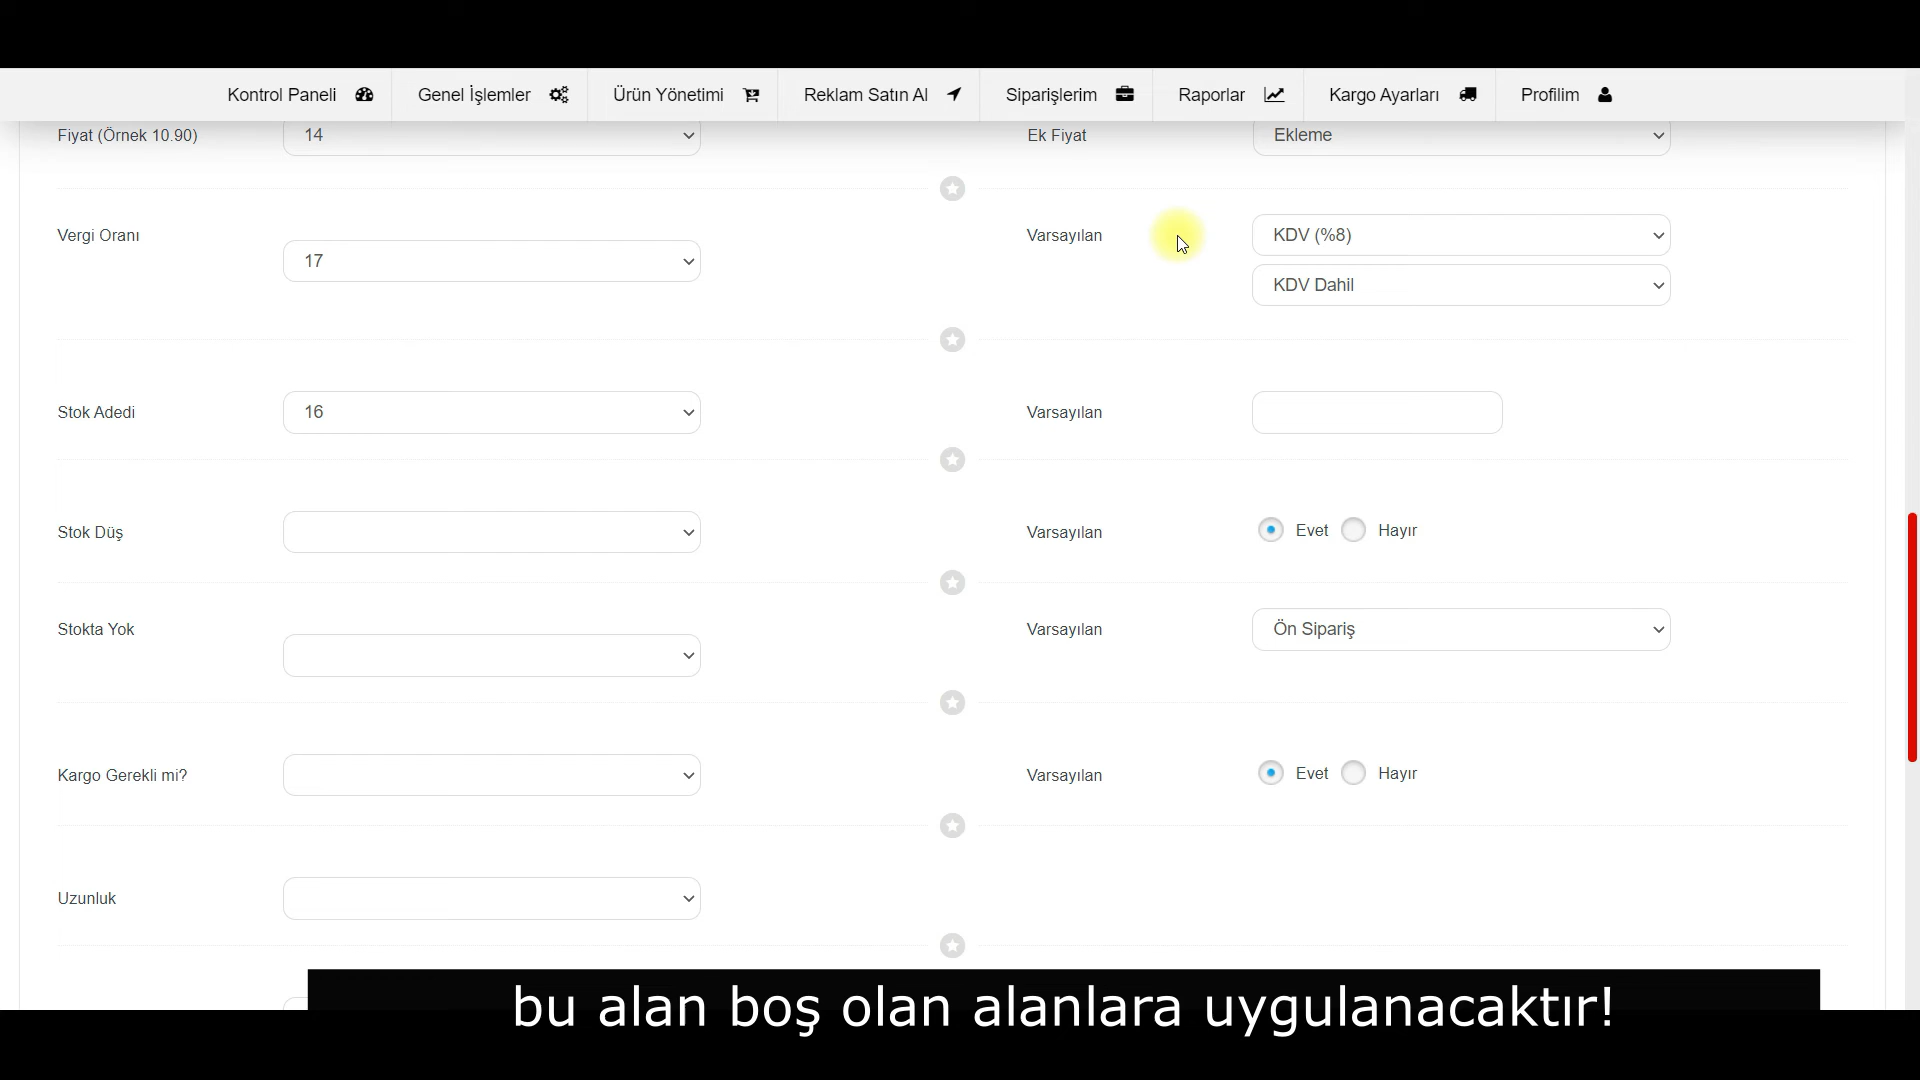 Kontrol Paneli
Genel İşlemler
Ürün Yönetimi
Reklam Satın Al
Siparişlerim
Raporlar
Kargo Ayarları
Profilim
Fiyat (Örnek 10.90)
14
Ek Fiyat
Ekleme
Vergi Oranı
17
Varsayılan
KDV (%8)
KDV Dahil
Stok Adedi
16
Varsayılan
Stok Düş
Varsayılan
Evet
Hayır
Stokta Yok
Varsayılan
Ön Sipariş
Kargo Gerekli mi?
Varsayılan
Evet
Hayır
Uzunluk
bu alan boş olan alanlara uygulanacaktır!